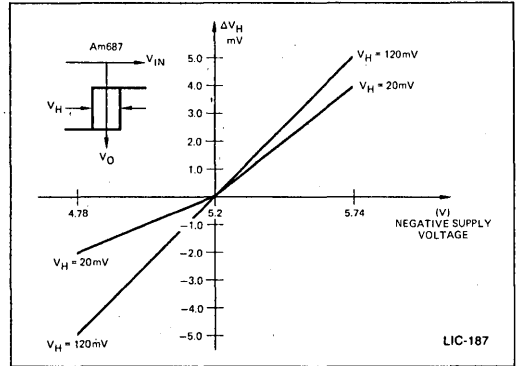 Am687
V_IN
V_H
V_O
ΔV_H
mV
5.0
4.0
3.0
2.0
1.0
V_H = 120mV
V_H = 20mV
4.78
5.2
5.74
(V)
NEGATIVE SUPPLY
VOLTAGE
-1.0
-2.0
-3.0
-4.0
-5.0
V_H = 20mV
V_H = 120mV
LIC-187